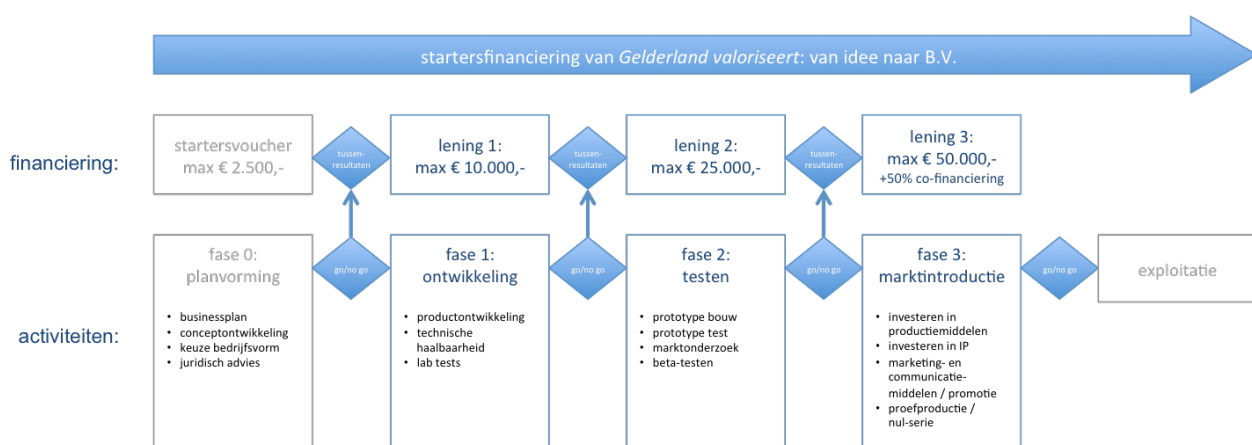 startersfinanciering van Gelderland valoriseert: van idee naar B.V.
financiering:
startersvoucher
max € 2.500,-
tussen-
resultaten
lening 1:
max € 10.000,-
tussen-
resultaten
lening 2:
max € 25.000,-
tussen-
resultaten
lening 3:
max € 50.000,-
+50% co-financiering
activiteiten:
fase 0:
planvorming
• businessplan
• conceptontwikkeling
• keuze bedrijfsvorm
• juridisch advies
go/no go
fase 1:
ontwikkeling
• productontwikkeling
• technische
haalbaarheid
• lab tests
go/no go
fase 2:
testen
• prototype bouw
• prototype test
• marktonderzoek
• beta-testen
go/no go
fase 3:
marktintroductie
• investeren in
productiemiddelen
• investeren in IP
• marketing- en
communicatie-
middelen / promotie
• proefproductie /
nul-serie
go/no go
exploitatie